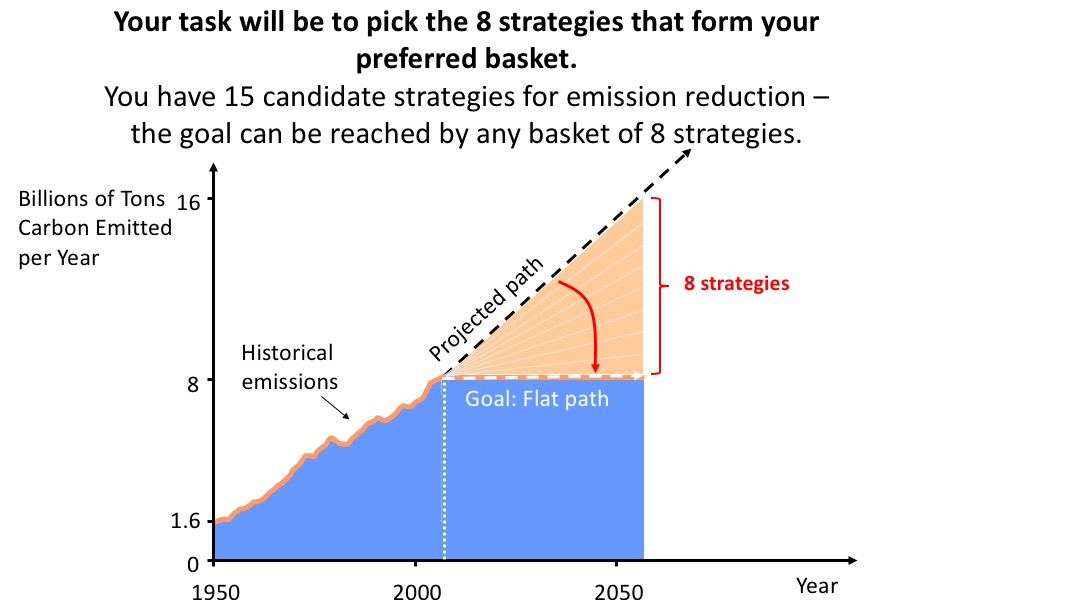 Your task will be to pick the 8 strategies that form your
preferred basket.
You have 15 candidate strategies for emission reduction –
the goal can be reached by any basket of 8 strategies.
Billions of Tons
Carbon Emitted
per Year
16
Projected path
8 strategies
Historical
emissions
8
Goal: Flat path
1.6
0
1950
2000
2050
Year